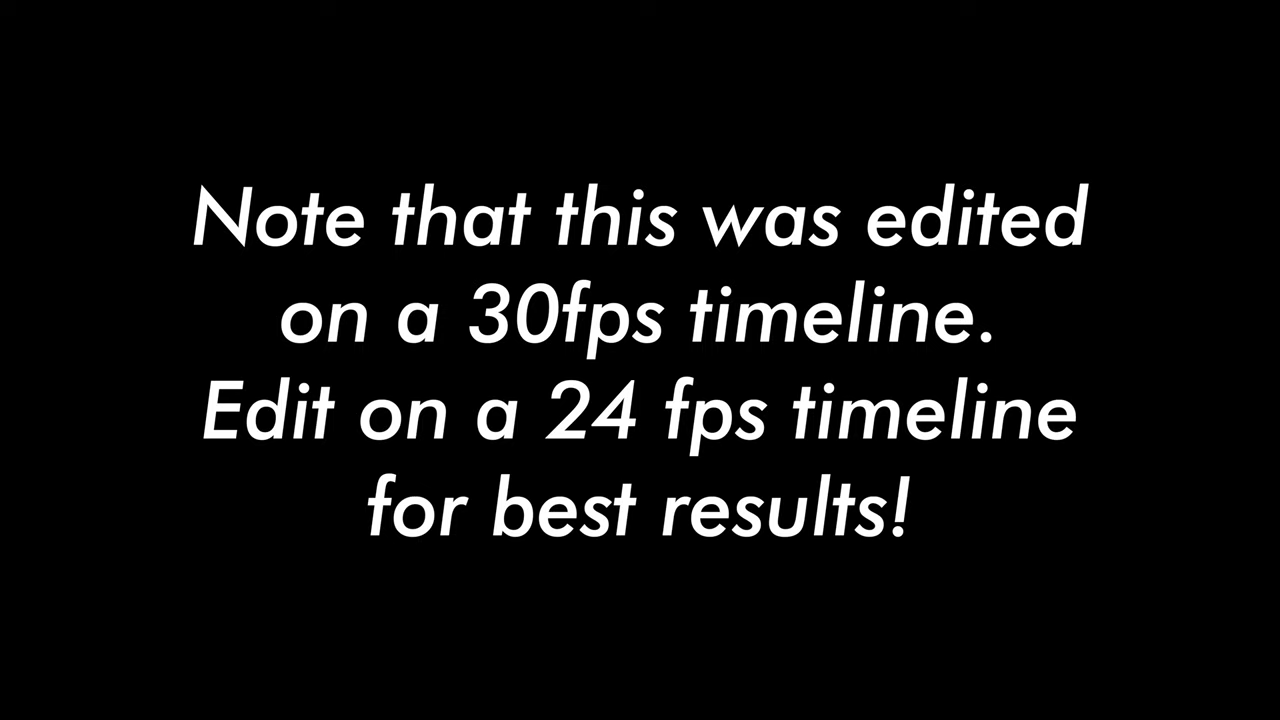 Note that this was edited
on a 30fps timeline.
Edit on a 24 fps timeline
for best results!